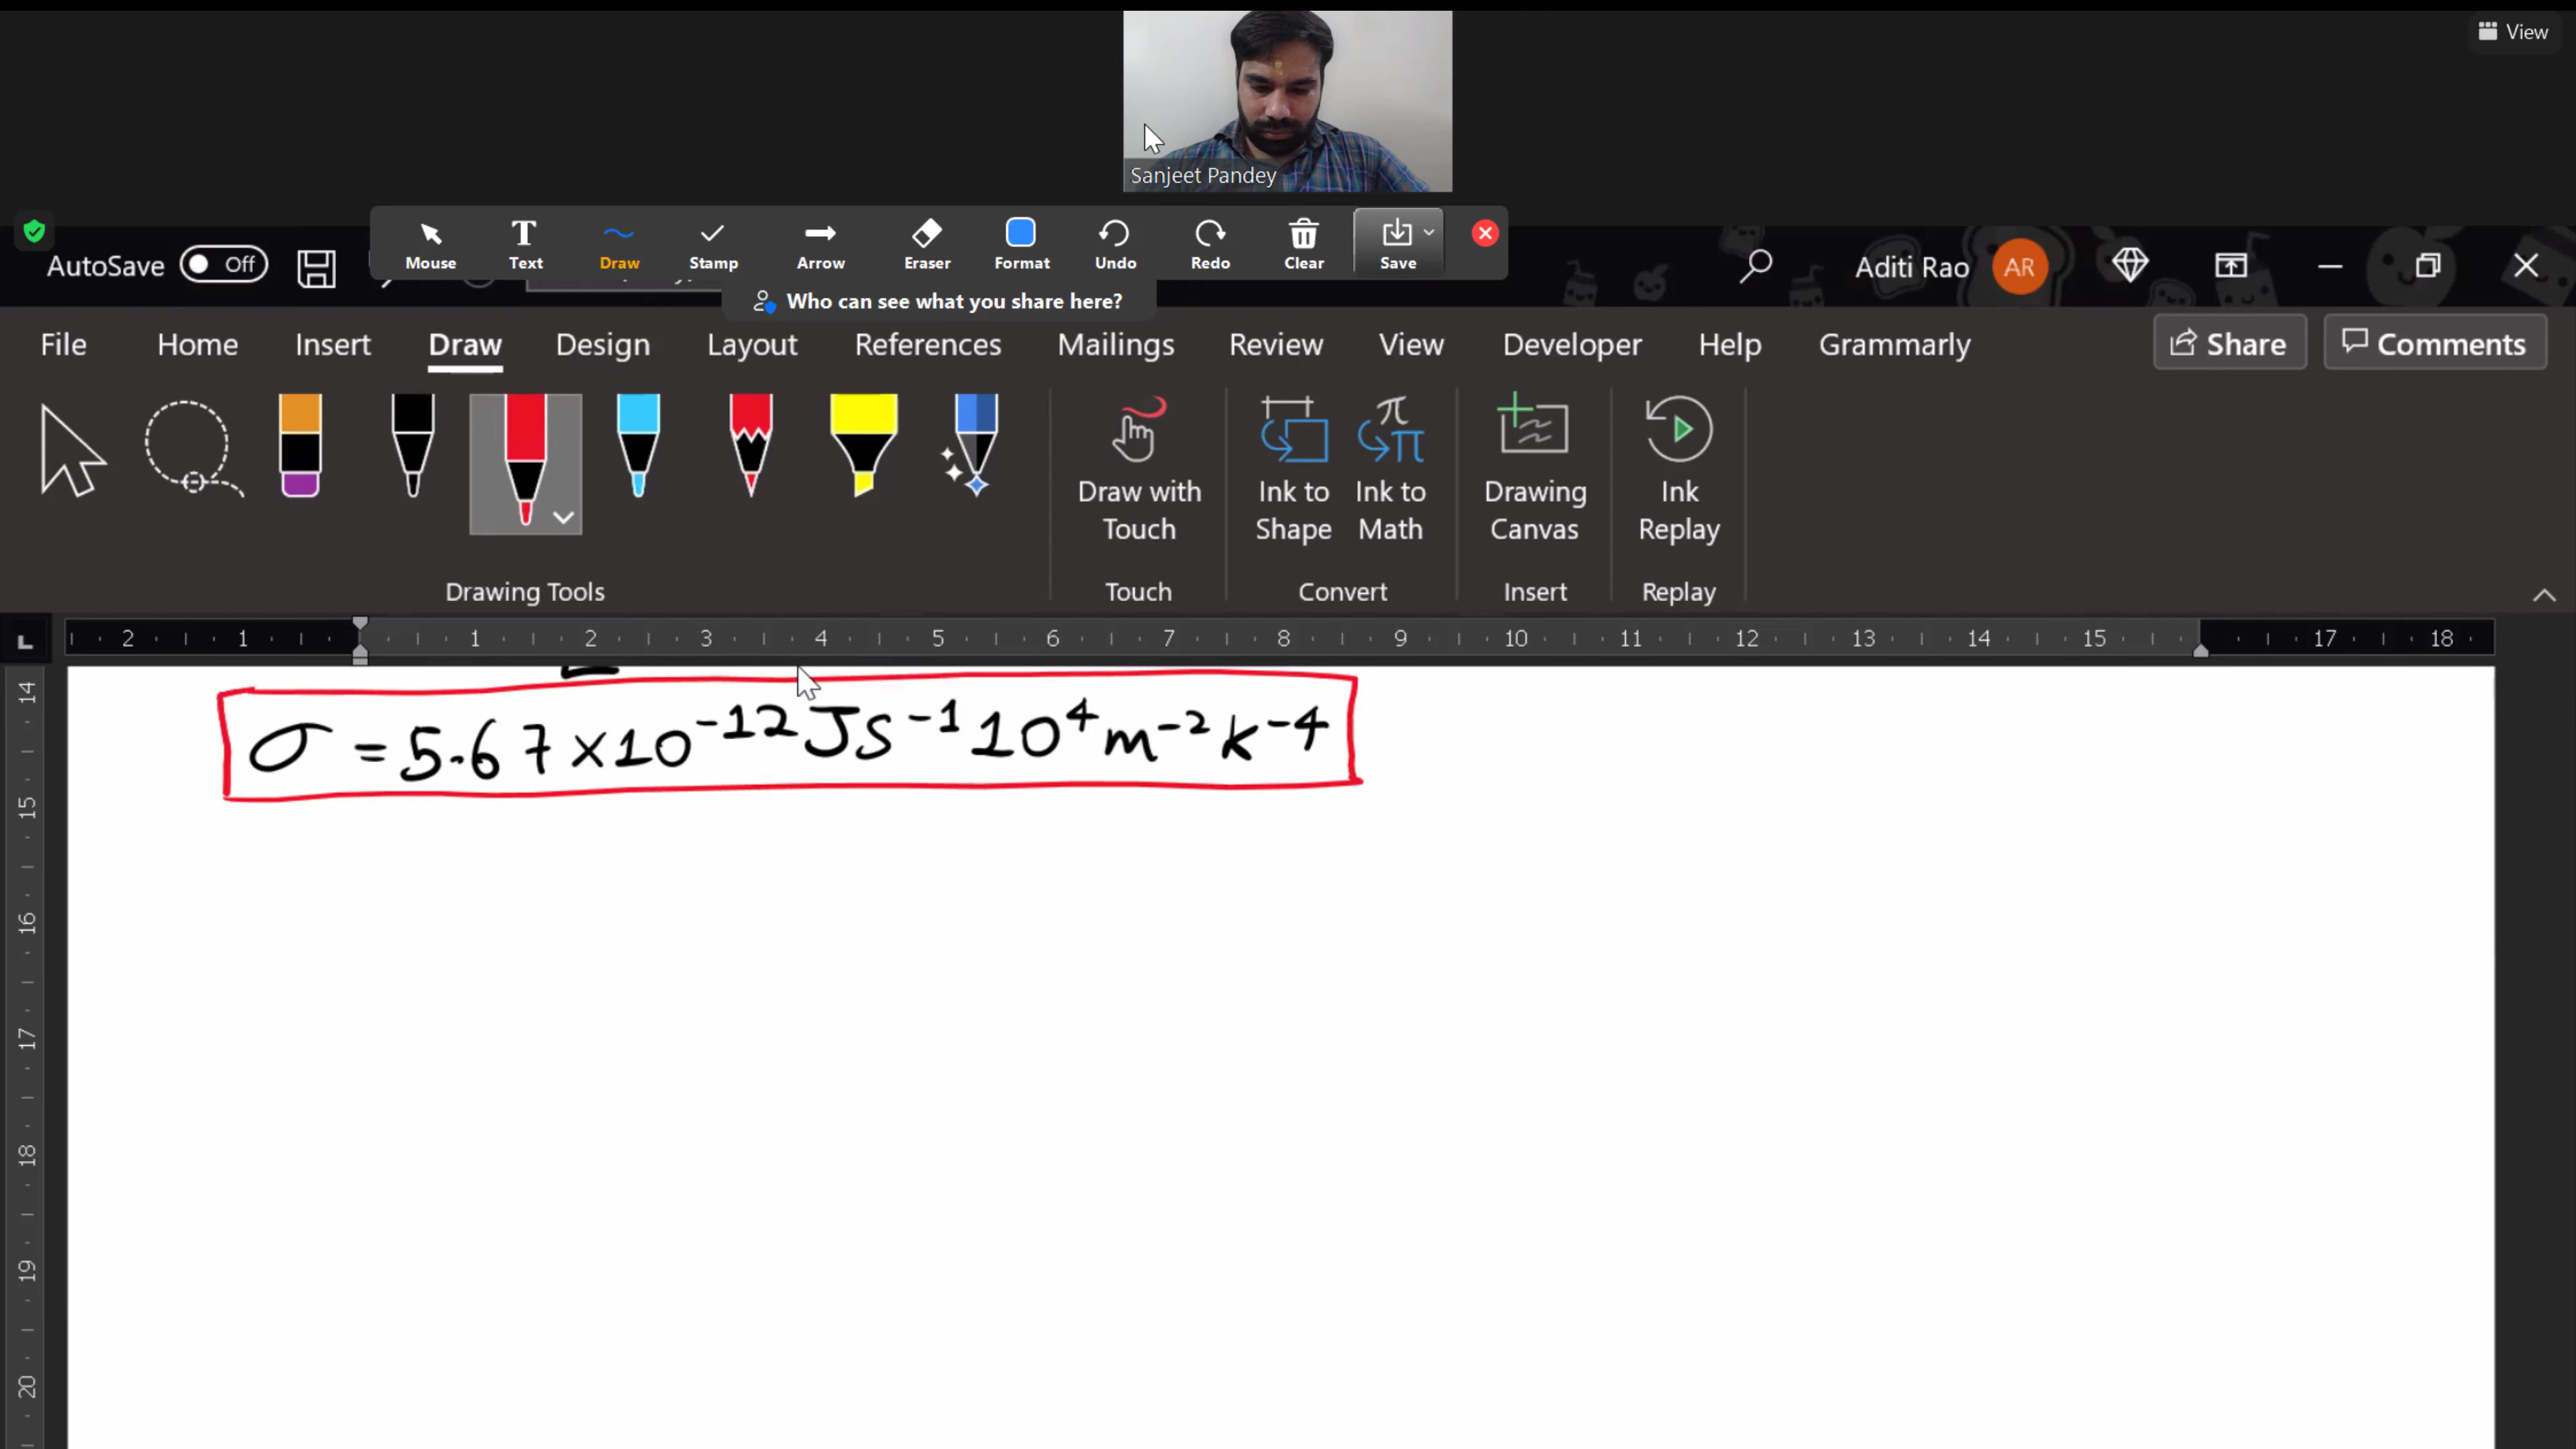 View
Sanjeet Pandey
Mouse Text Draw Stamp Arrow Eraser Format Undo Redo Clear Save
AutoSave Off
Aditi Rao AR
Who can see what you share here?
File Home Insert Draw Design Layout References Mailings Review View Developer Help Grammarly Share Comments
Draw with Touch
Ink to Shape
Ink to Math
Drawing Canvas
Ink Replay
Drawing Tools Touch Convert Insert Replay
L 2 1 1 2 3 4 5 6 7 8 9 10 11 12 13 14 15 17 18
σ = 5.67 × 10⁻¹² J S⁻¹ 10⁴ m⁻² k⁻⁴
14
15
16
17
18
19
20